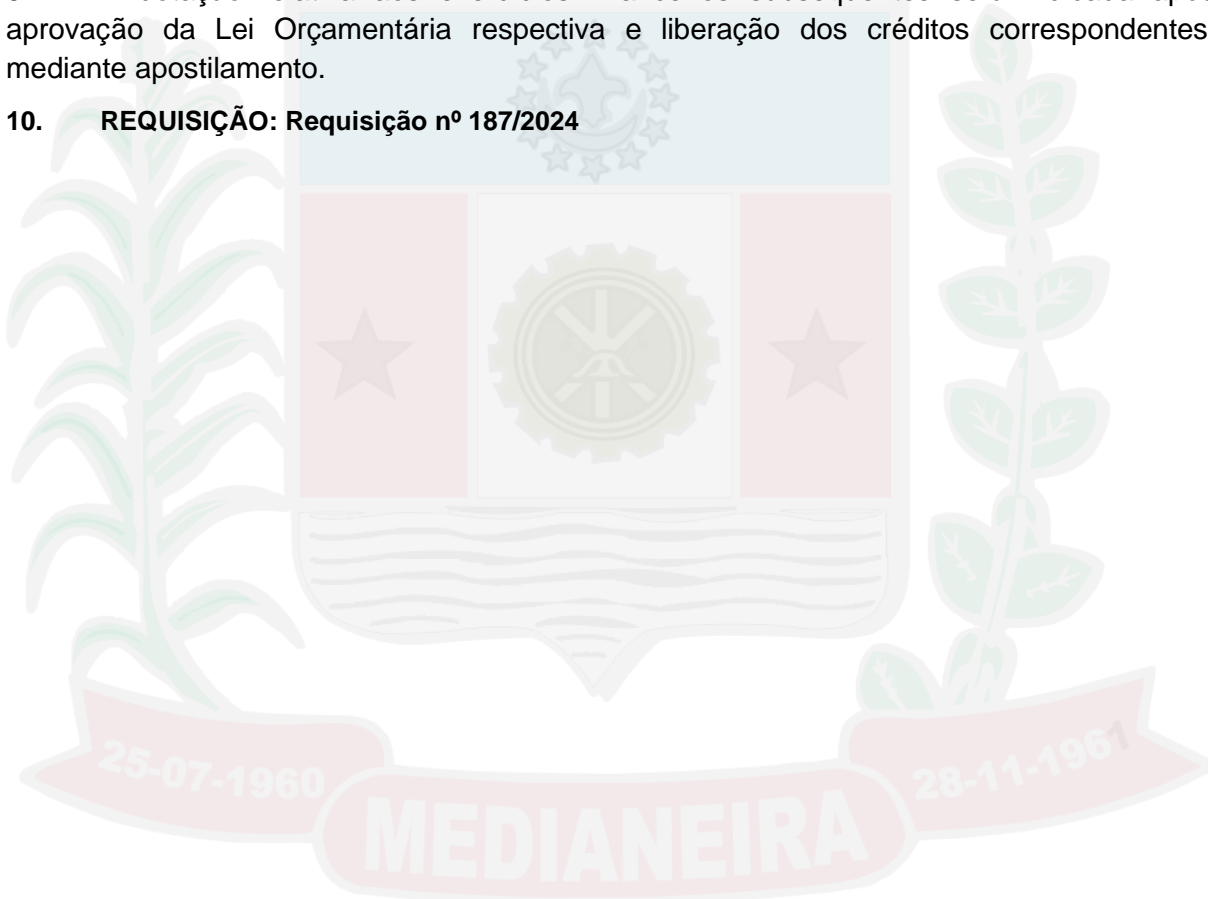 aprovação da Lei Orçamentária respectiva e liberação dos créditos correspondentes
mediante apostilamento.
10. REQUISIÇÃO: Requisição nº 187/2024
25-07-1960
28-11-1961
MEDIANEIRA